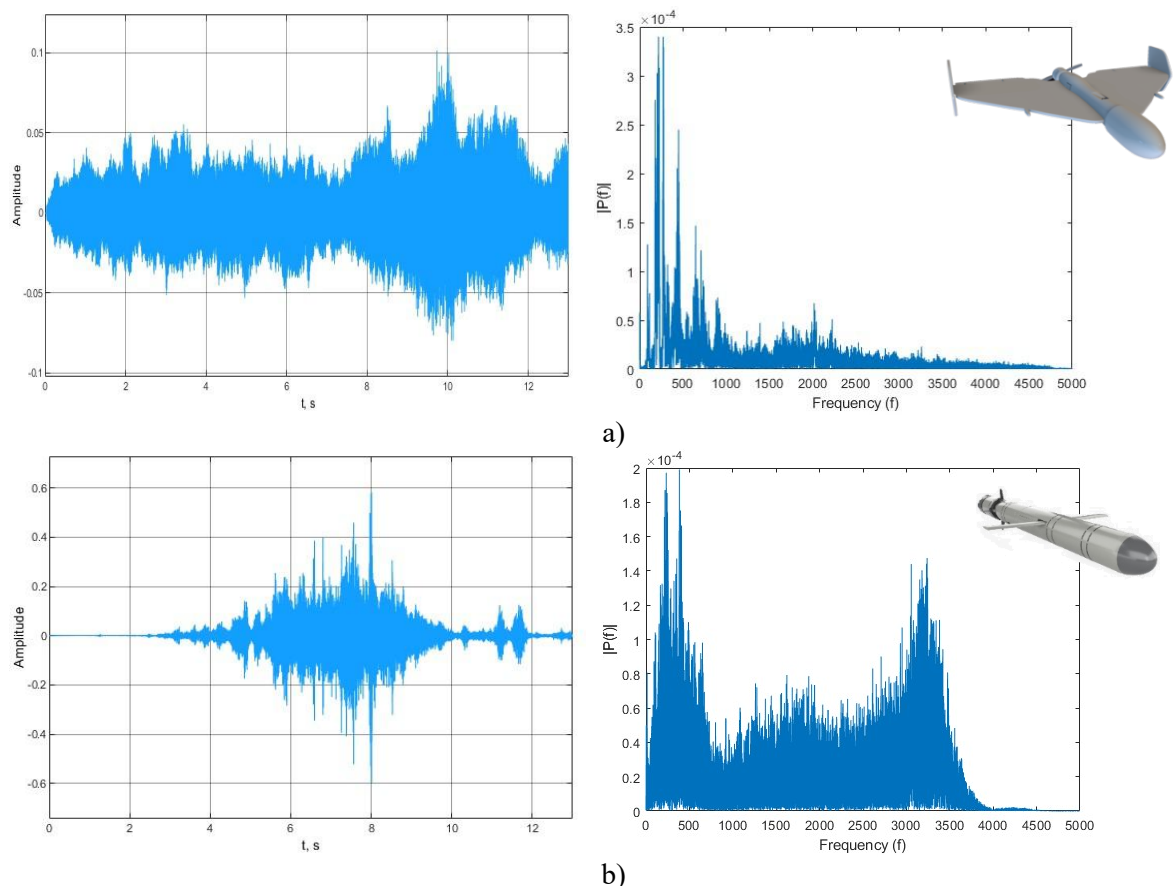 Amplitude
0.1
0.05
0
-0.05
-0.1
0 2 4 6 8 10 12
t, s
×10⁻⁴
|P(f)|
3.5
3
2.5
2
1.5
1
0.5
0
0 500 1000 1500 2000 2500 3000 3500 4000 4500 5000
Frequency (f)
a)
Amplitude
0.6
0.4
0.2
0
-0.2
-0.4
-0.6
0 2 4 6 8 10 12
t, s
×10⁻⁴
|P(f)|
2
1.8
1.6
1.4
1.2
1
0.8
0.6
0.4
0.2
0
0 500 1000 1500 2000 2500 3000 3500 4000 4500 5000
Frequency (f)
b)